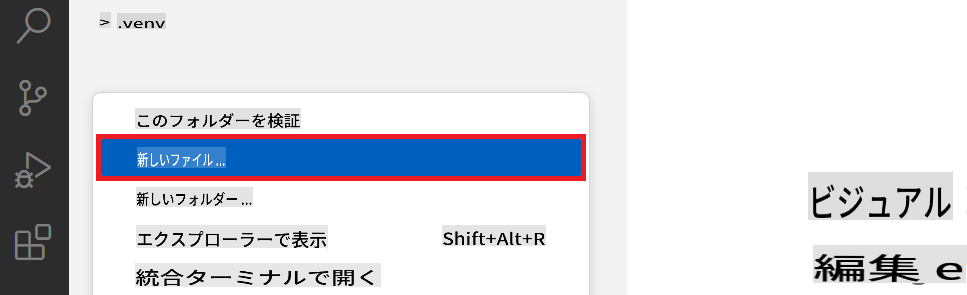 > .venv
このフォルダーを検証
新しいファイル ...
新しいフォルダー ...
エクスプローラーで表示 Shift+Alt+R
統合ターミナルで開く
ビジュアル
編集 e